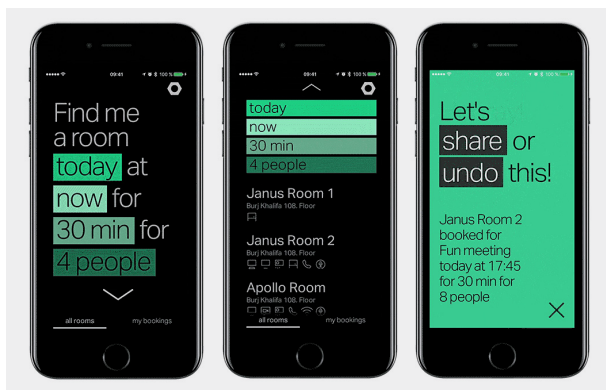 09:41
100 %
Find me
a room
today at
now for
30 min for
4 people
all rooms
my bookings
09:41
100 %
today
now
30 min
4 people
Janus Room 1
Burj Khalifa 108. Floor
Janus Room 2
Burj Khalifa 108. Floor
Apollo Room
Burj Khalifa 108. Floor
all rooms
my bookings
09:41
100 %
Let's
share or
undo this!
Janus Room 2
booked for
Fun meeting
today at 17:45
for 30 min for
8 people